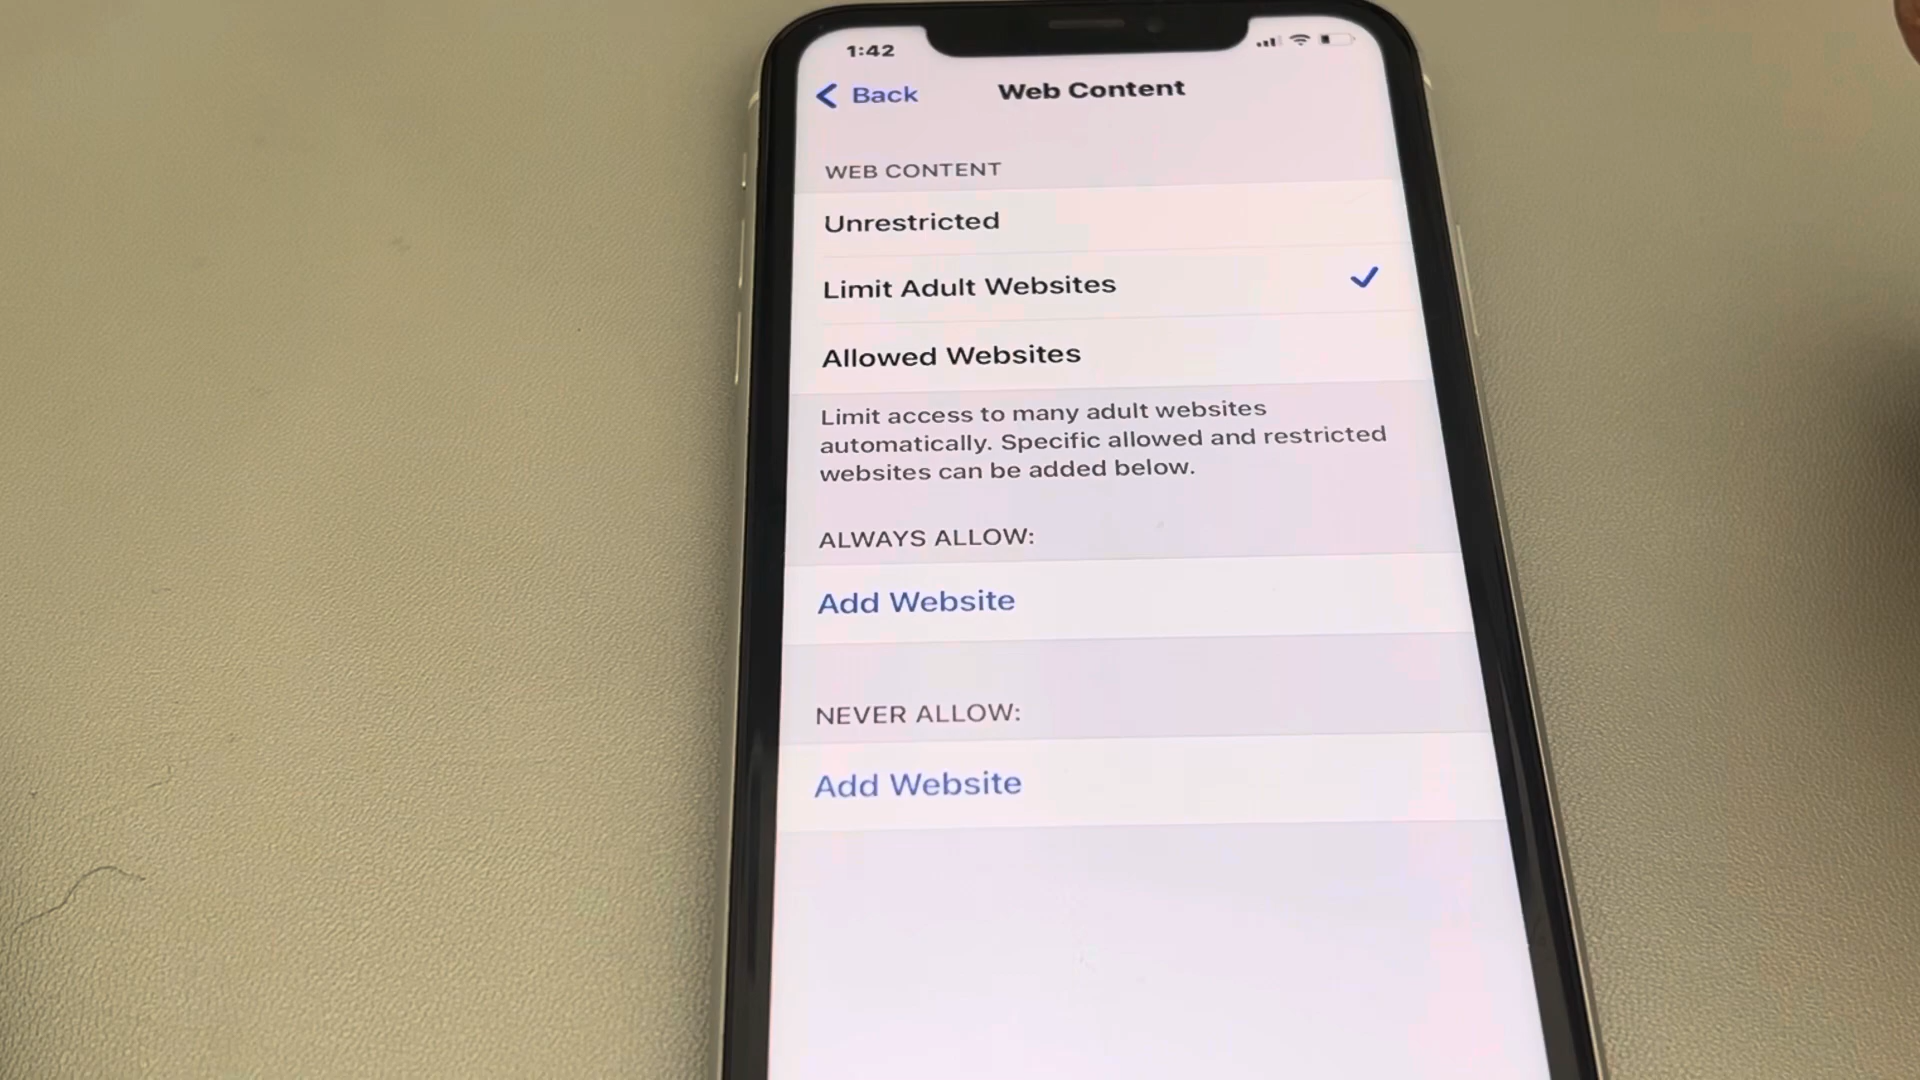 1:42
Back
Web Content
WEB CONTENT
Unrestricted
Limit Adult Websites
Allowed Websites
Limit access to many adult websites
automatically. Specific allowed and restricted
websites can be added below.
ALWAYS ALLOW:
Add Website
NEVER ALLOW:
Add Website